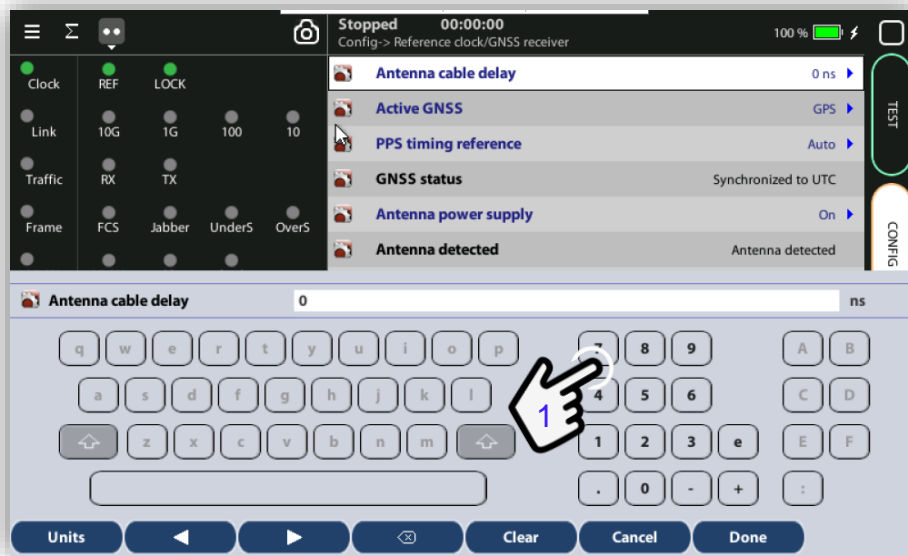 Stopped 00:00:00
Config-> Reference clock/GNSS receiver
100 %
Σ
Clock REF LOCK
Link 10G 1G 100 10
Traffic RX TX
Frame FCS Jabber UnderS OverS
Antenna cable delay 0 ns
Active GNSS GPS
PPS timing reference Auto
GNSS status Synchronized to UTC
Antenna power supply On
Antenna detected Antenna detected
TEST
CONFIG
Antenna cable delay 0 ns
q w e r t y u i o p 7 8 9 A B
a s d f g h j k l 4 5 6 C D
z x c v b n m 1 2 3 e E F
. 0 - + :
1
Units Clear Cancel Done